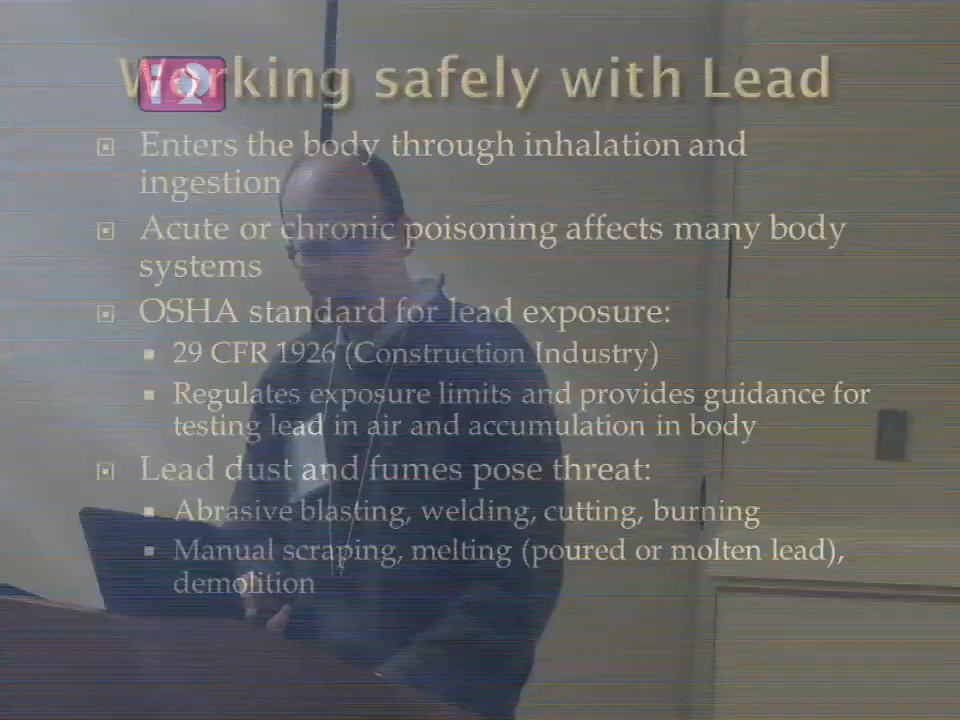 Working safely with Lead
Enters the body through inhalation and
ingestion
Acute or chronic poisoning affects many body
systems
OSHA standard for lead exposure:
29 CFR 1926 (Construction Industry)
Regulates exposure limits and provides guidance for
testing lead in air and accumulation in body
Lead dust and fumes pose threat:
Abrasive blasting, welding, cutting, burning
Manual scraping, melting (poured or molten lead),
demolition